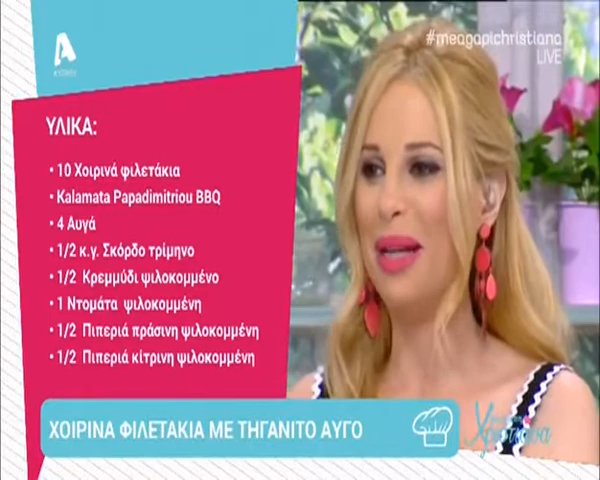 #meagapichristiana
LIVE
ΥΛΙΚΑ:
• 10 Χοιρινά φιλετάκια
• Kalamata Papadimitriou BBQ
• 4 Αυγά
• 1/2 κ.γ. Σκόρδο τρίμηνο
• 1/2 Κρεμμύδι ψιλοκομμένο
• 1 Ντομάτα ψιλοκομμένη
• 1/2 Πιπεριά πράσινη ψιλοκομμένη
• 1/2 Πιπεριά κίτρινη ψιλοκομμένη
ΧΟΙΡΙΝΑ ΦΙΛΕΤΑΚΙΑ ΜΕ ΤΗΓΑΝΙΤΟ ΑΥΓΟ
Χριστιάνα